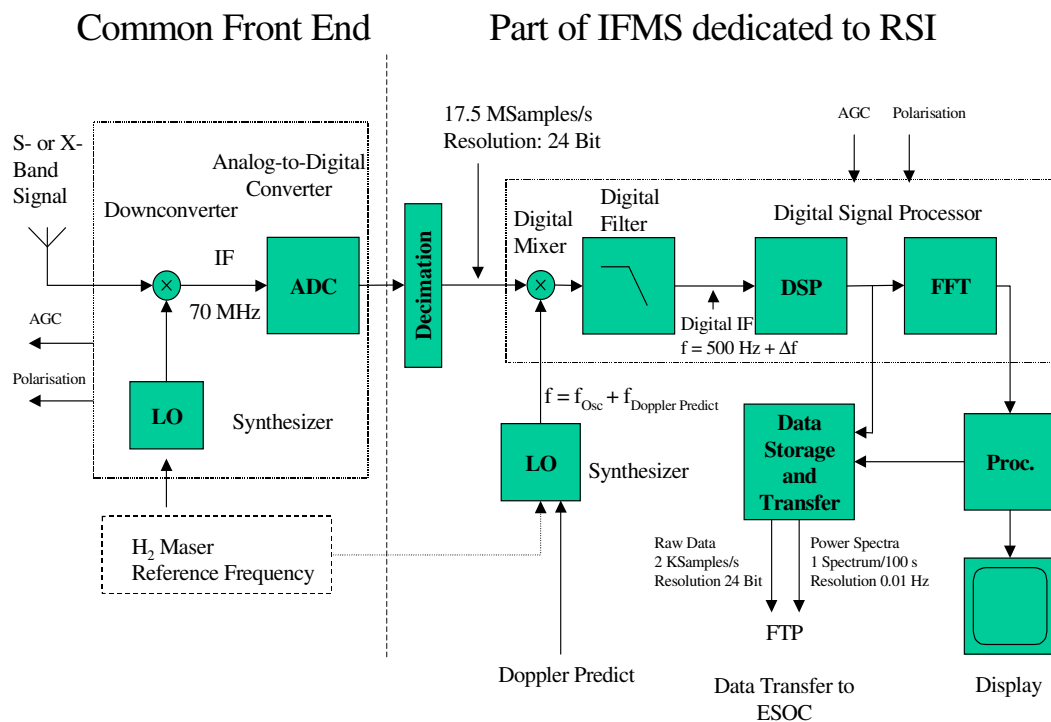 Common Front End
Part of IFMS dedicated to RSI
17.5 MSamples/s
Resolution: 24 Bit
AGC
Polarisation
S- or X-
Band
Signal
Analog-to-Digital
Converter
Downconverter
IF
×
70 MHz
ADC
AGC
Polarisation
LO
Synthesizer
H2 Maser
Reference Frequency
Decimation
Digital
Mixer
×
Digital
Filter
Digital Signal Processor
DSP
FFT
Digital IF
f = 500 Hz + Δf
f = fOsc + fDoppler Predict
LO
Synthesizer
Doppler Predict
Data
Storage
and
Transfer
Proc.
Raw Data
2 KSamples/s
Resolution 24 Bit
Power Spectra
1 Spectrum/100 s
Resolution 0.01 Hz
FTP
Data Transfer to
ESOC
Display